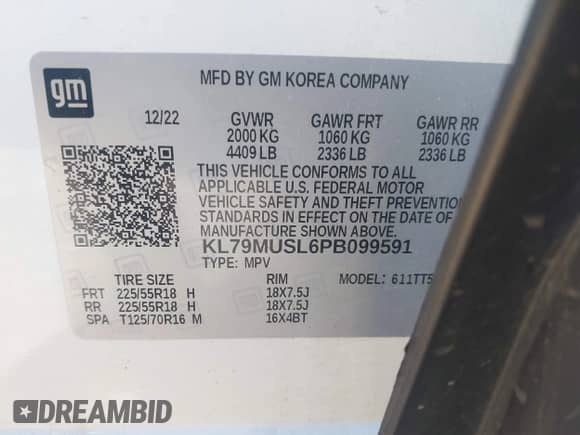 gm
MFD BY GM KOREA COMPANY
12/22 GVWR GAWR FRT GAWR RR
2000 KG 1060 KG 1060 KG
4409 LB 2336 LB 2336 LB
THIS VEHICLE CONFORMS TO ALL
APPLICABLE U.S. FEDERAL MOTOR
VEHICLE SAFETY AND THEFT PREVENTION
STANDARDS IN EFFECT ON THE DATE OF
MANUFACTURE SHOWN ABOVE.
KL79MUSL6PB099591
TYPE: MPV MODEL: 611TT5
TIRE SIZE RIM
FRT 225/55R18 H 18X7.5J
RR 225/55R18 H 18X7.5J
SPA T125/70R16 M 16X4BT
DREAMBID